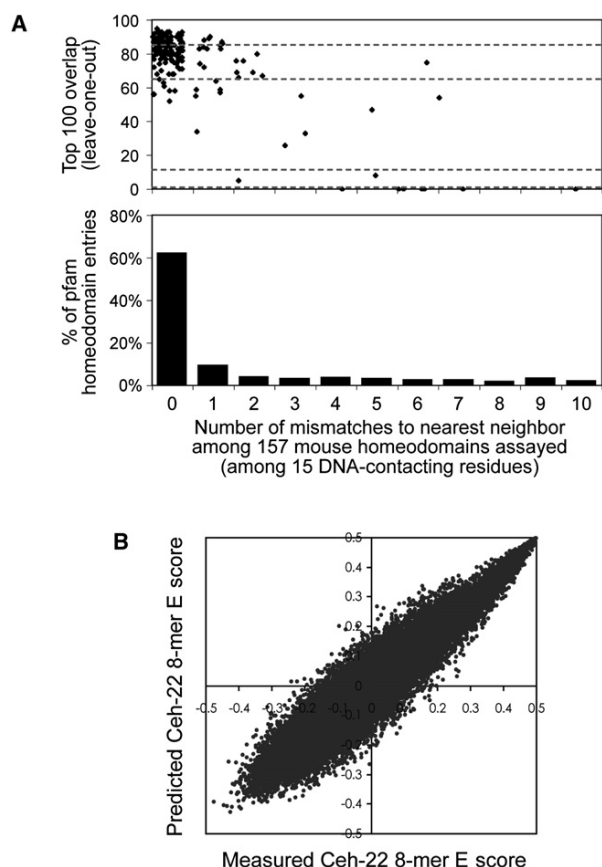 A
Top 100 overlap
(leave-one-out)
100
80
60
40
20
0
% of pfam
homeodomain entries
80%
60%
40%
20%
0%
0 1 2 3 4 5 6 7 8 9 10
Number of mismatches to nearest neighbor
among 157 mouse homeodomains assayed
(among 15 DNA-contacting residues)
B
Predicted Ceh-22 8-mer E score
0.5
0.4
0.3
0.2
0.1
0
-0.5 -0.4 -0.3 -0.2 -0.1 0.1 0.2 0.3 0.4 0.5
-0.1
-0.2
-0.3
-0.4
-0.5
Measured Ceh-22 8-mer E score